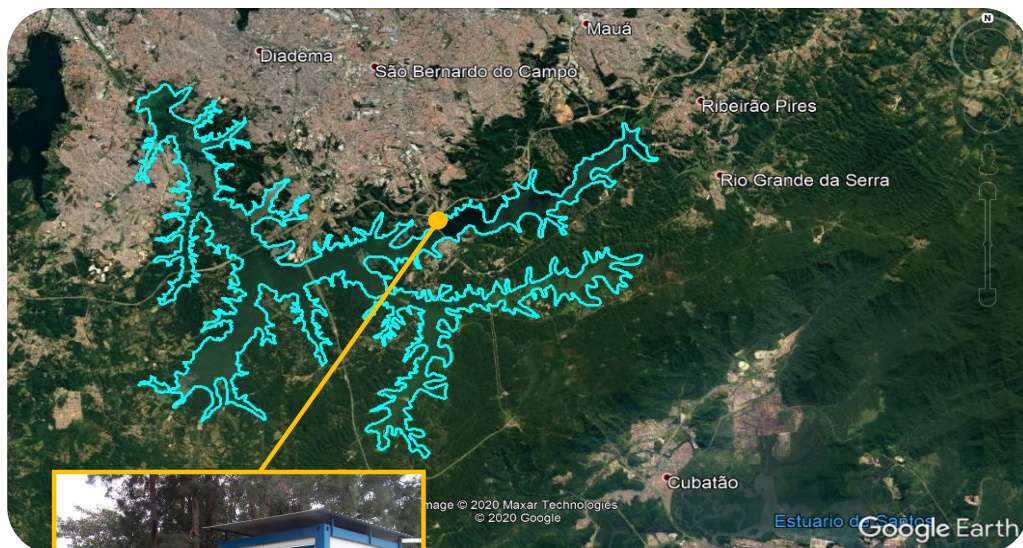 N
Mauá
Diadema
São Bernardo do Campo
Ribeirão Pires
Rio Grande da Serra
Cubatão
mage © 2020 Maxar Technologies
© 2020 Google
Estuario de Santos
Google Earth